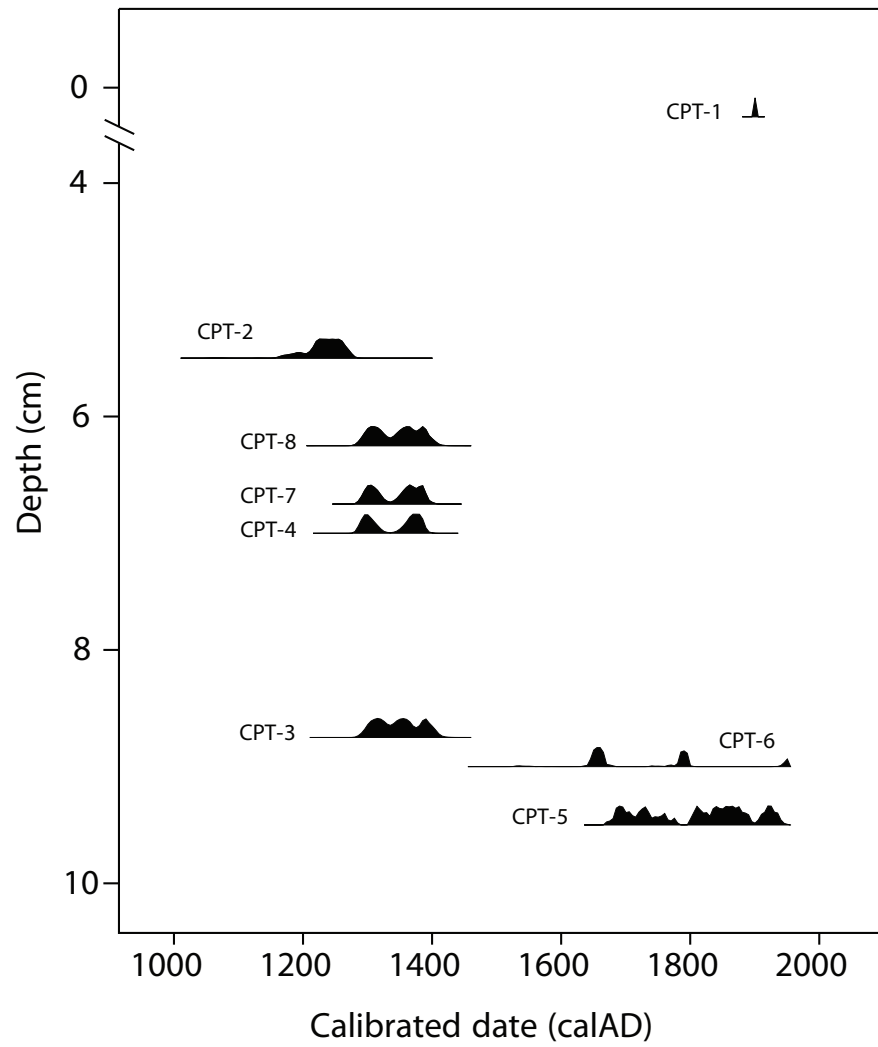 0
CPT-1
4
CPT-2
6
CPT-8
CPT-7
CPT-4
8
CPT-3
CPT-6
CPT-5
10
Depth (cm)
1000 1200 1400 1600 1800 2000
Calibrated date (calAD)